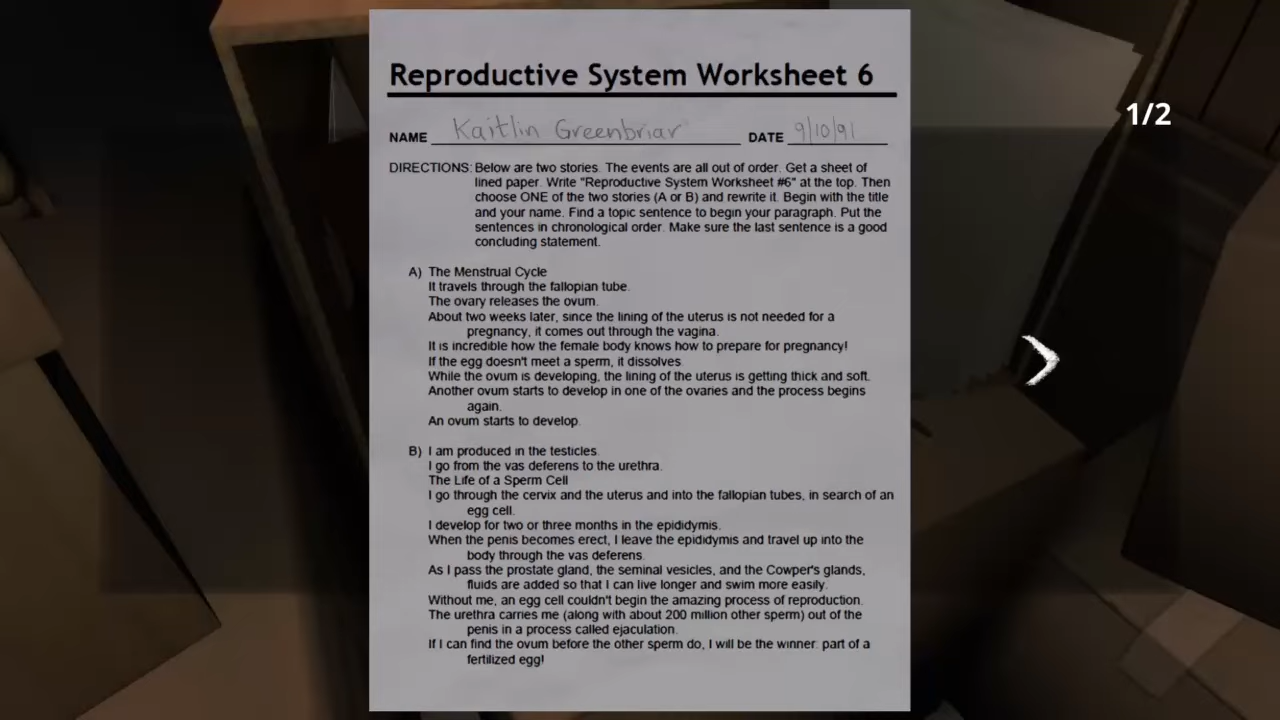 Reproductive System Worksheet 6
1/2
NAME Kaitlin Greenbriar DATE 9/10/91
DIRECTIONS: Below are two stories. The events are all out of order. Get a sheet of
lined paper. Write "Reproductive System Worksheet #6" at the top. Then
choose ONE of the two stories (A or B) and rewrite it. Begin with the title
and your name. Find a topic sentence to begin your paragraph. Put the
sentences in chronological order. Make sure the last sentence is a good
concluding statement.
A) The Menstrual Cycle
It travels through the fallopian tube.
The ovary releases the ovum.
About two weeks later, since the lining of the uterus is not needed for a
pregnancy, it comes out through the vagina.
It is incredible how the female body knows how to prepare for pregnancy!
If the egg doesn't meet a sperm, it dissolves.
While the ovum is developing, the lining of the uterus is getting thick and soft.
Another ovum starts to develop in one of the ovaries and the process begins
again.
An ovum starts to develop.
B) I am produced in the testicles.
I go from the vas deferens to the urethra.
The Life of a Sperm Cell
I go through the cervix and the uterus and into the fallopian tubes, in search of an
egg cell.
I develop for two or three months in the epididymis.
When the penis becomes erect, I leave the epididymis and travel up into the
body through the vas deferens.
As I pass the prostate gland, the seminal vesicles, and the Cowper's glands,
fluids are added so that I can live longer and swim more easily.
Without me, an egg cell couldn't begin the amazing process of reproduction.
The urethra carries me (along with about 200 million other sperm) out of the
penis in a process called ejaculation.
If I can find the ovum before the other sperm do, I will be the winner: part of a
fertilized egg!